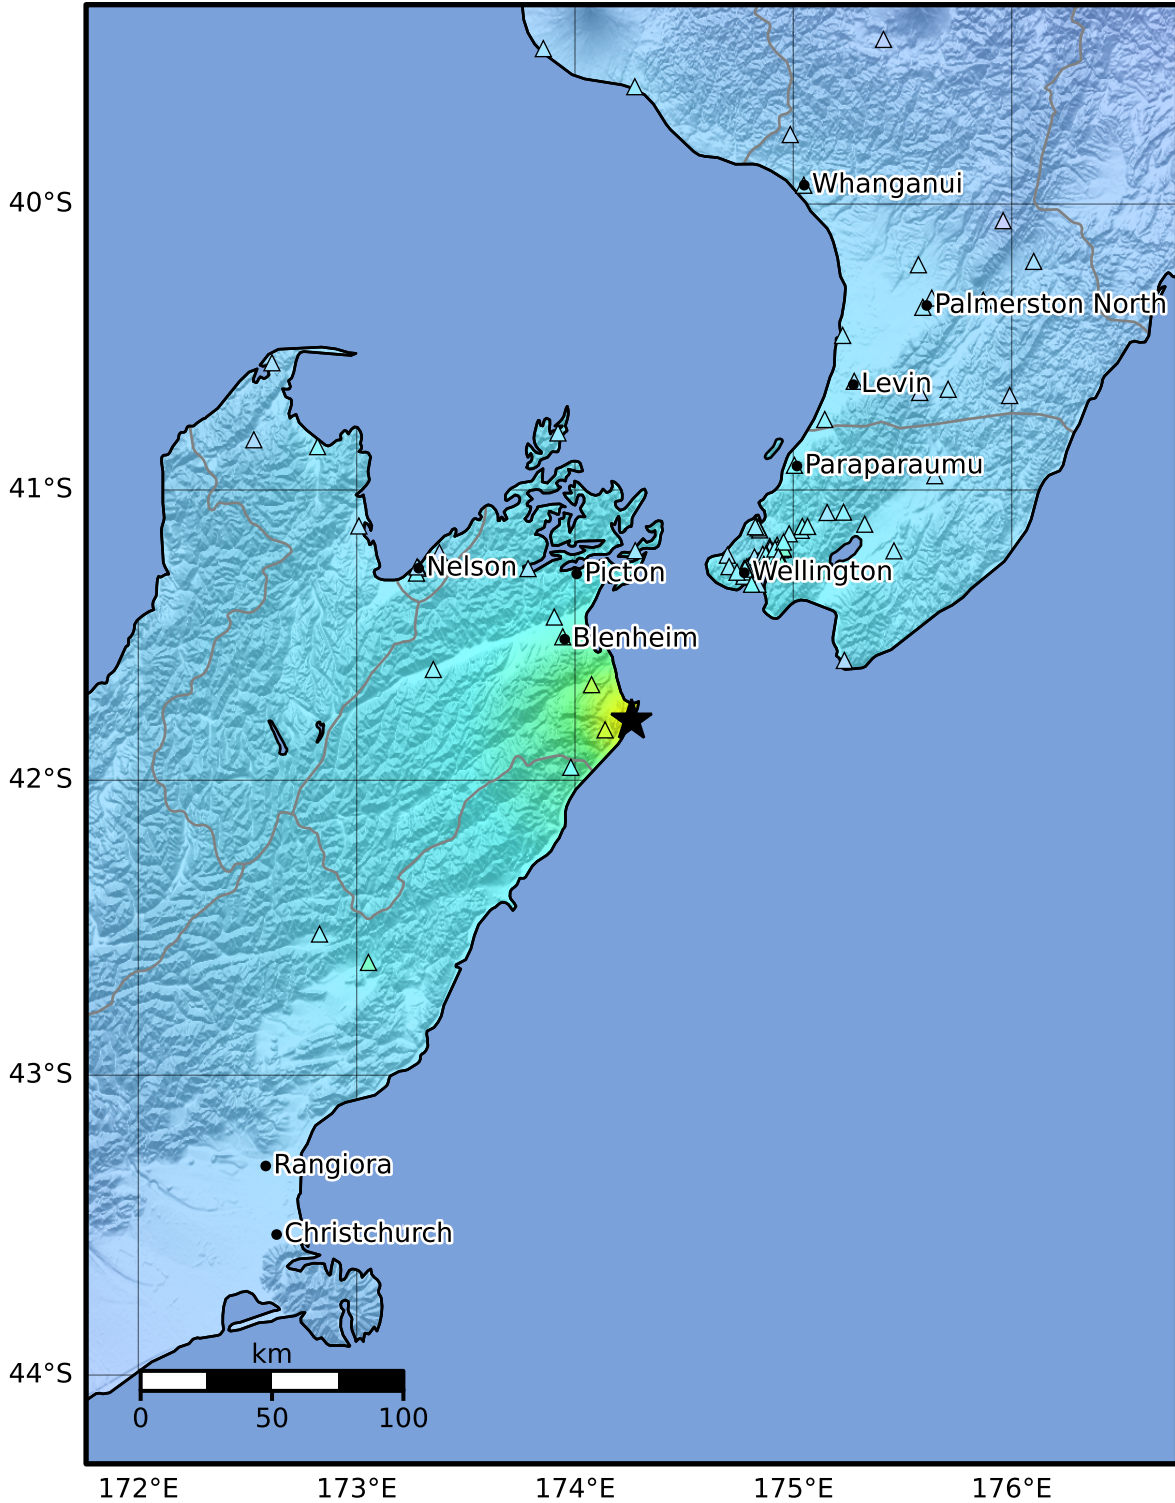 Whanganui
40°S
Palmerston North
Levin
Paraparaumu
41°S
Nelson
Picton
Wellington
Blenheim
42°S
43°S
Rangiora
Christchurch
km
44°S
0 50 100
172°E 173°E 174°E 175°E 176°E